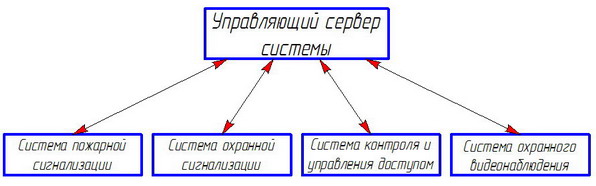 Управляющий сервер
системы
Система пожарной
сигнализации
Система охранной
сигнализации
Система контроля и
управления доступом
Система охранного
видеонаблюдения